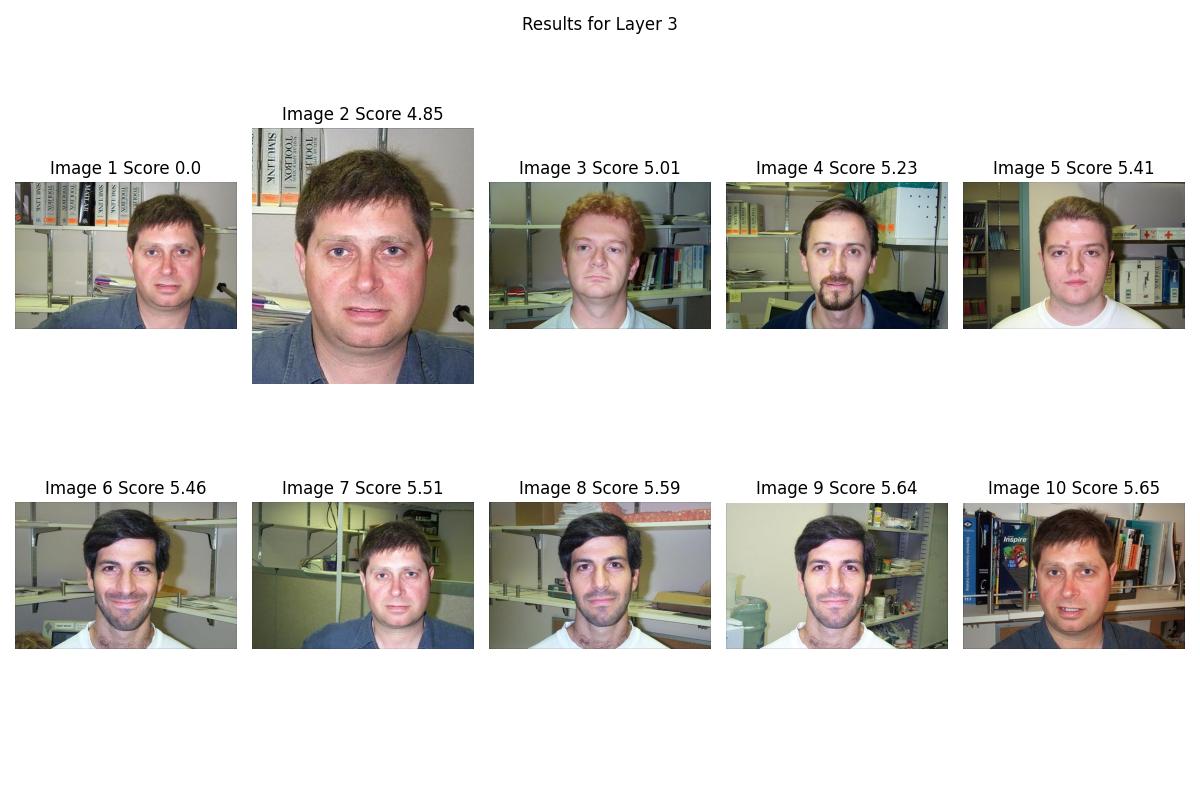 Results for Layer 3
Image 2 Score 4.85
Image 1 Score 0.0
Image 3 Score 5.01
Image 4 Score 5.23
Image 5 Score 5.41
SIMULINK
TOOLBOX
MATLAB
Image 6 Score 5.46
Image 7 Score 5.51
Image 8 Score 5.59
Image 9 Score 5.64
Image 10 Score 5.65
Inspire